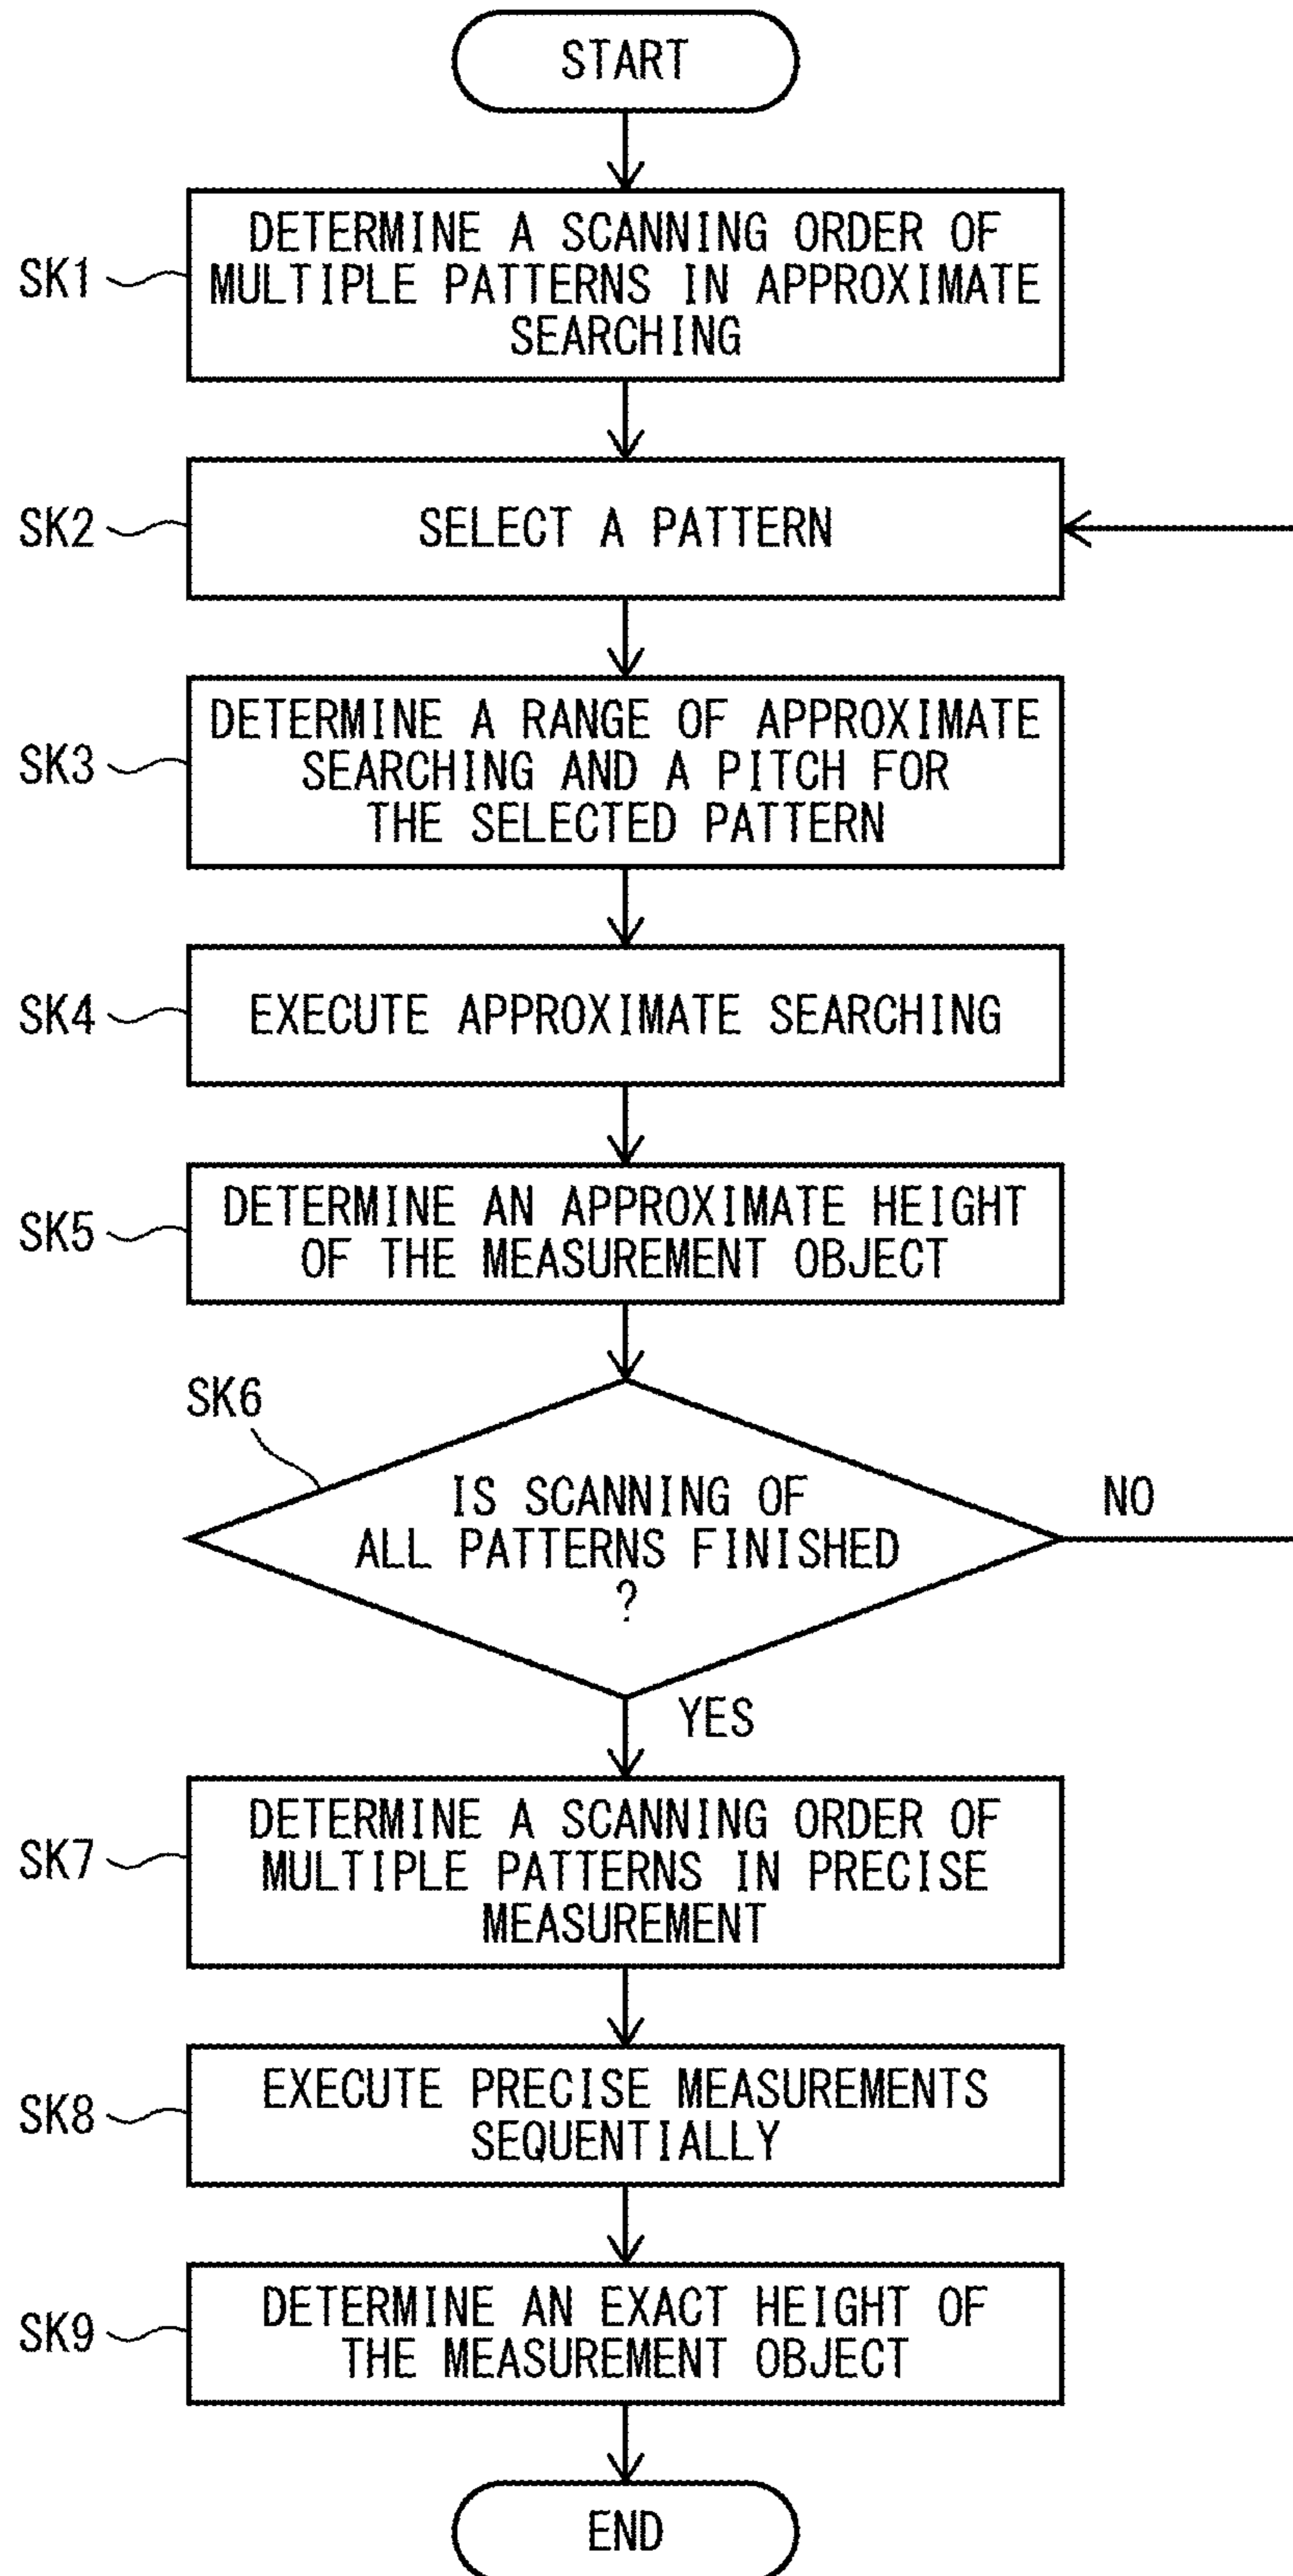 START
SK1
DETERMINE A SCANNING ORDER OF
MULTIPLE PATTERNS IN APPROXIMATE
SEARCHING
SK2
SELECT A PATTERN
SK3
DETERMINE A RANGE OF APPROXIMATE
SEARCHING AND A PITCH FOR
THE SELECTED PATTERN
SK4
EXECUTE APPROXIMATE SEARCHING
SK5
DETERMINE AN APPROXIMATE HEIGHT
OF THE MEASUREMENT OBJECT
SK6
IS SCANNING OF
ALL PATTERNS FINISHED
?
NO
YES
SK7
DETERMINE A SCANNING ORDER OF
MULTIPLE PATTERNS IN PRECISE
MEASUREMENT
SK8
EXECUTE PRECISE MEASUREMENTS
SEQUENTIALLY
SK9
DETERMINE AN EXACT HEIGHT OF
THE MEASUREMENT OBJECT
END